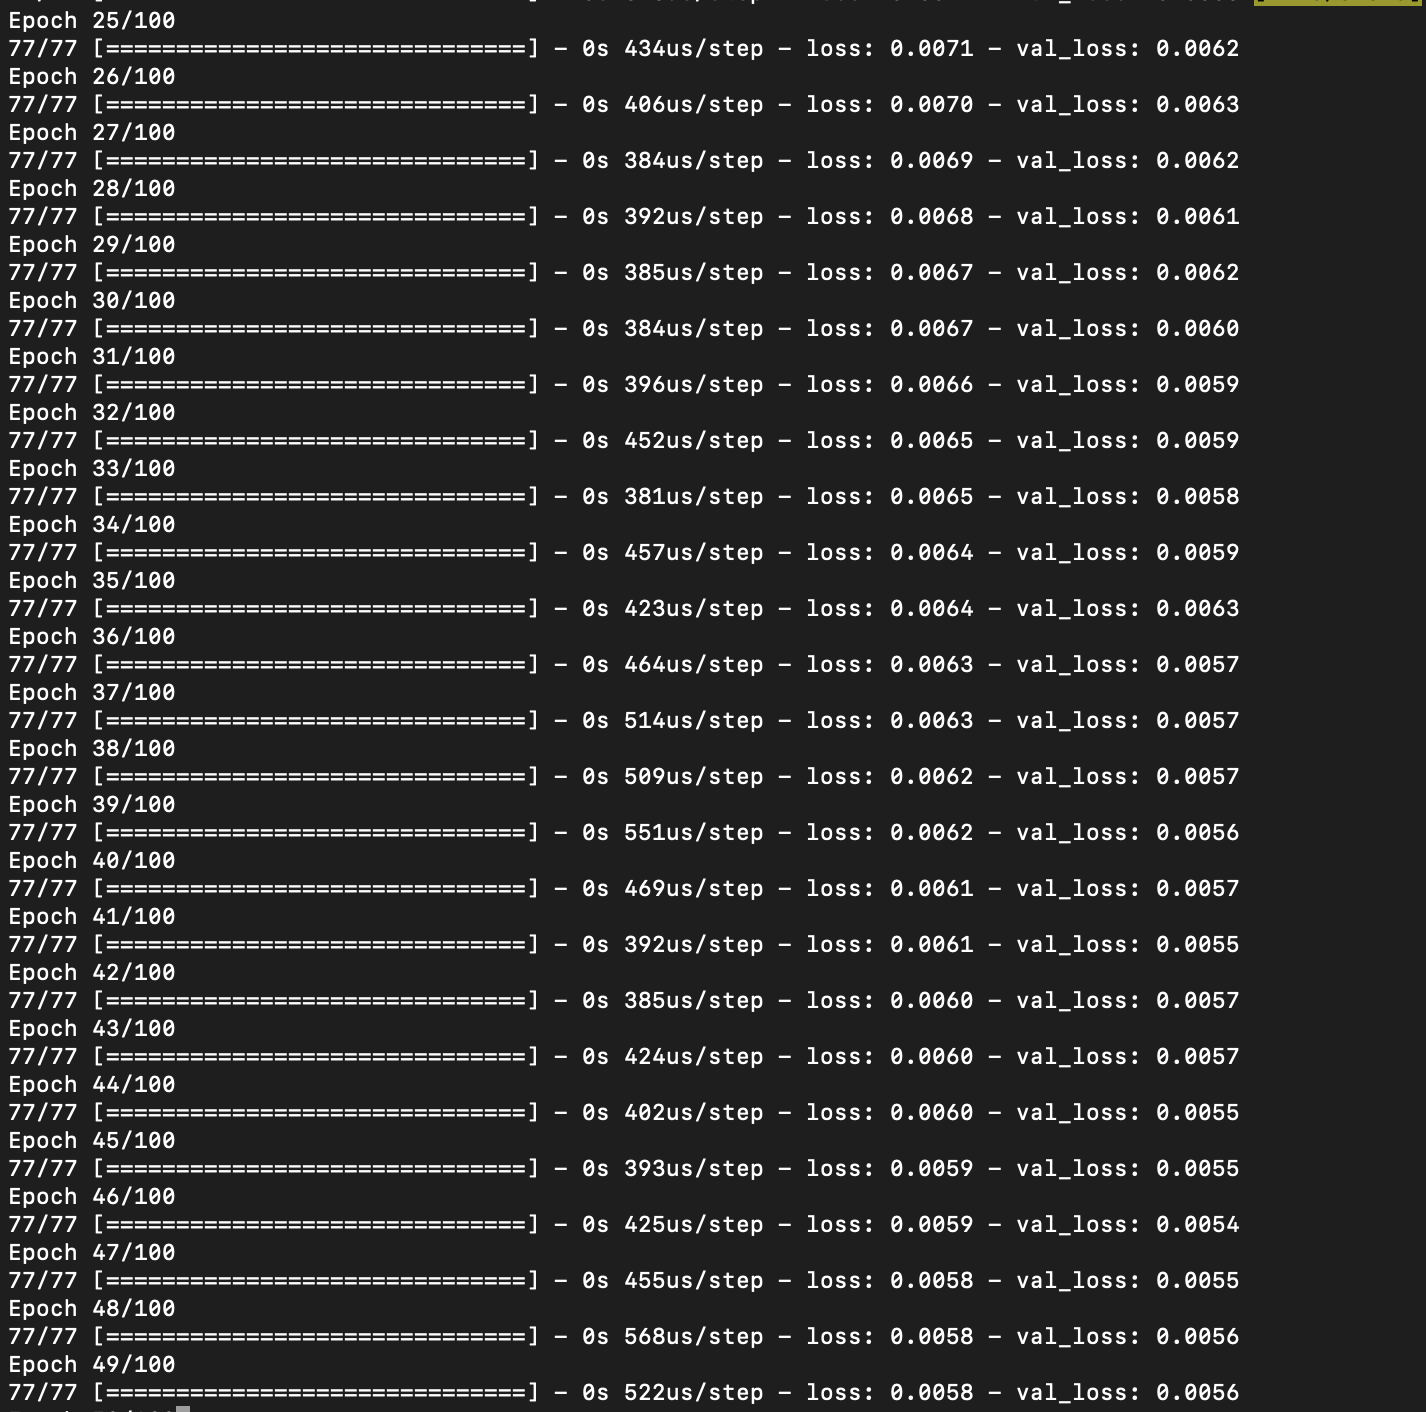 Epoch 25/100
77/77 [==============================] - 0s 434us/step - loss: 0.0071 - val_loss: 0.0062
Epoch 26/100
77/77 [==============================] - 0s 406us/step - loss: 0.0070 - val_loss: 0.0063
Epoch 27/100
77/77 [==============================] - 0s 384us/step - loss: 0.0069 - val_loss: 0.0062
Epoch 28/100
77/77 [==============================] - 0s 392us/step - loss: 0.0068 - val_loss: 0.0061
Epoch 29/100
77/77 [==============================] - 0s 385us/step - loss: 0.0067 - val_loss: 0.0062
Epoch 30/100
77/77 [==============================] - 0s 384us/step - loss: 0.0067 - val_loss: 0.0060
Epoch 31/100
77/77 [==============================] - 0s 396us/step - loss: 0.0066 - val_loss: 0.0059
Epoch 32/100
77/77 [==============================] - 0s 452us/step - loss: 0.0065 - val_loss: 0.0059
Epoch 33/100
77/77 [==============================] - 0s 381us/step - loss: 0.0065 - val_loss: 0.0058
Epoch 34/100
77/77 [==============================] - 0s 457us/step - loss: 0.0064 - val_loss: 0.0059
Epoch 35/100
77/77 [==============================] - 0s 423us/step - loss: 0.0064 - val_loss: 0.0063
Epoch 36/100
77/77 [==============================] - 0s 464us/step - loss: 0.0063 - val_loss: 0.0057
Epoch 37/100
77/77 [==============================] - 0s 514us/step - loss: 0.0063 - val_loss: 0.0057
Epoch 38/100
77/77 [==============================] - 0s 509us/step - loss: 0.0062 - val_loss: 0.0057
Epoch 39/100
77/77 [==============================] - 0s 551us/step - loss: 0.0062 - val_loss: 0.0056
Epoch 40/100
77/77 [==============================] - 0s 469us/step - loss: 0.0061 - val_loss: 0.0057
Epoch 41/100
77/77 [==============================] - 0s 392us/step - loss: 0.0061 - val_loss: 0.0055
Epoch 42/100
77/77 [==============================] - 0s 385us/step - loss: 0.0060 - val_loss: 0.0057
Epoch 43/100
77/77 [==============================] - 0s 424us/step - loss: 0.0060 - val_loss: 0.0057
Epoch 44/100
77/77 [==============================] - 0s 402us/step - loss: 0.0060 - val_loss: 0.0055
Epoch 45/100
77/77 [==============================] - 0s 393us/step - loss: 0.0059 - val_loss: 0.0055
Epoch 46/100
77/77 [==============================] - 0s 425us/step - loss: 0.0059 - val_loss: 0.0054
Epoch 47/100
77/77 [==============================] - 0s 455us/step - loss: 0.0058 - val_loss: 0.0055
Epoch 48/100
77/77 [==============================] - 0s 568us/step - loss: 0.0058 - val_loss: 0.0056
Epoch 49/100
77/77 [==============================] - 0s 522us/step - loss: 0.0058 - val_loss: 0.0056